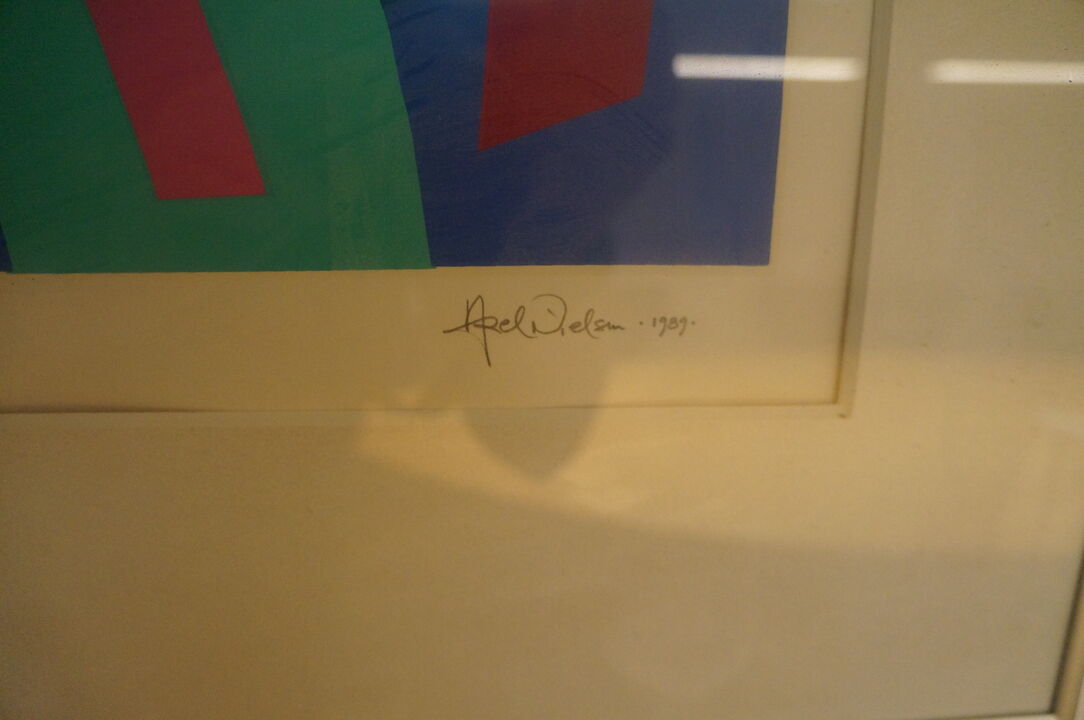 Axel Nielsen · 1989.